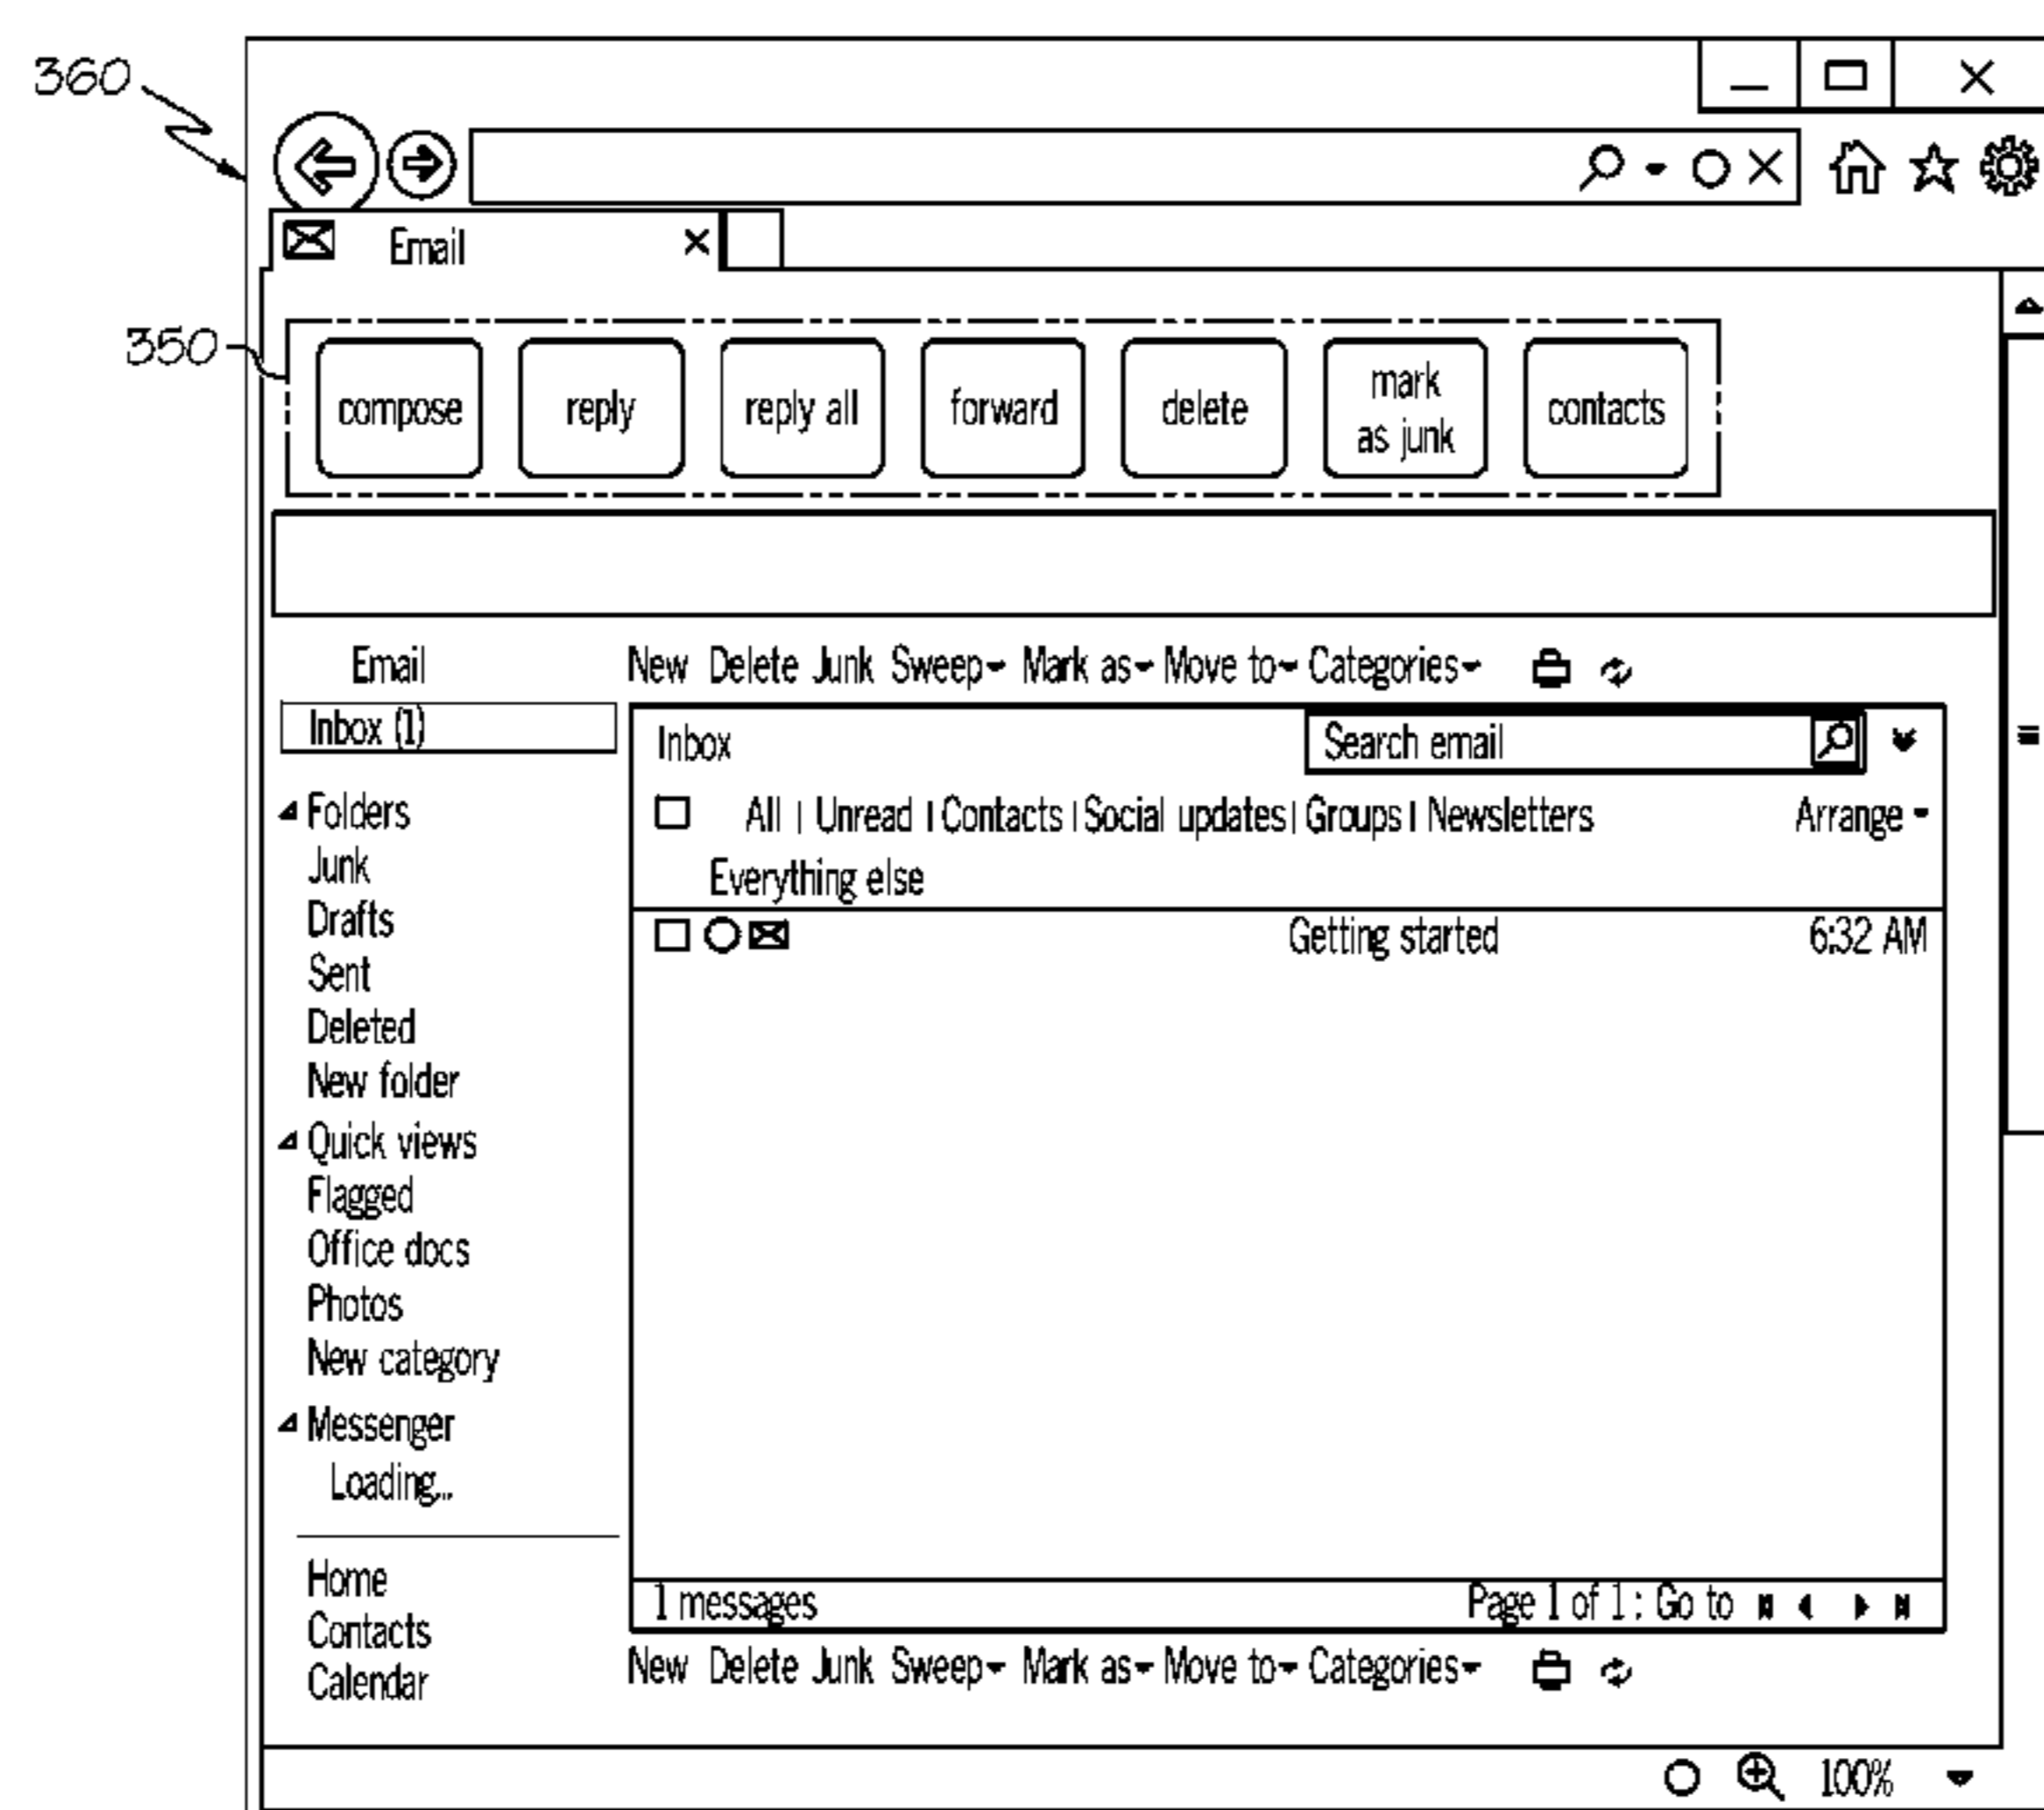 360
Email
350
compose reply reply all forward delete mark as junk contacts
Email
New Delete Junk Sweep Mark as Move to Categories
Inbox (1)
Inbox Search email
Folders
All | Unread | Contacts | Social updates | Groups | Newsletters Arrange
Junk
Everything else
Drafts
Getting started 6:32 AM
Sent
Deleted
New folder
Quick views
Flagged
Office docs
Photos
New category
Messenger
Loading...
Home
1 messages Page 1 of 1 : Go to
Contacts
Calendar
New Delete Junk Sweep Mark as Move to Categories
100%